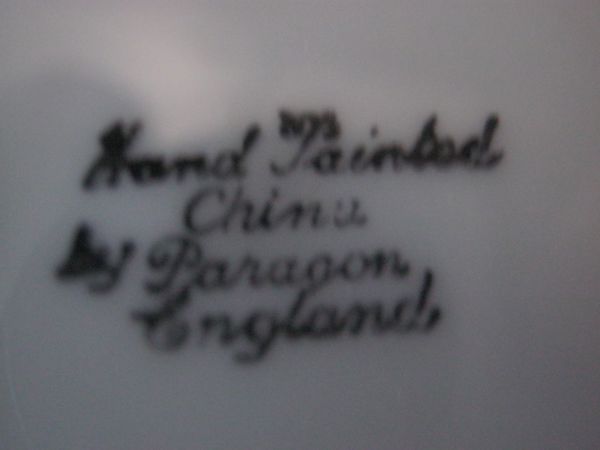 Hand Painted
China
by Paragon,
England,